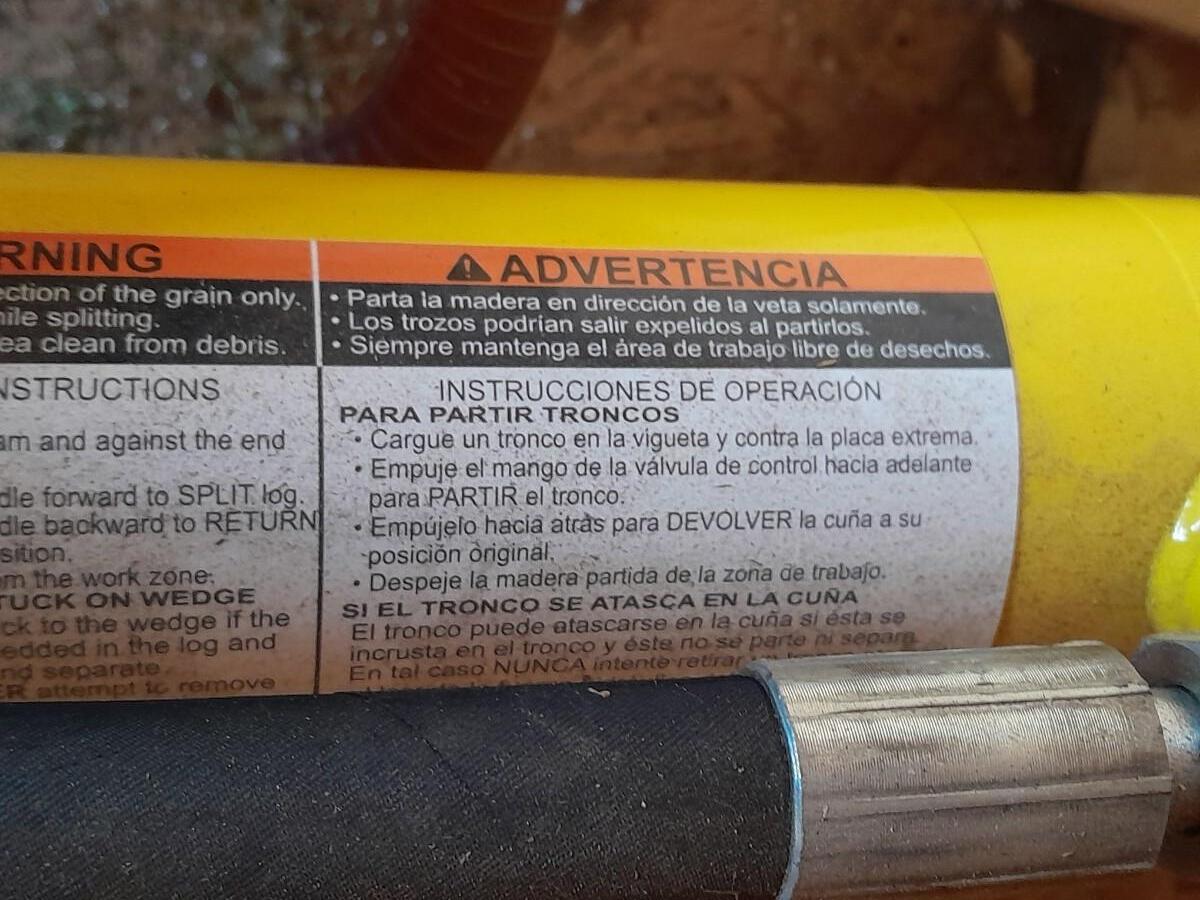 RNING
ection of the grain only.
ile splitting.
ea clean from debris.
NSTRUCTIONS
am and against the end
dle forward to SPLIT log.
dle backward to RETURN
sition.
m the work zone.
TUCK ON WEDGE
ck to the wedge if the
edded in the log and
nd separate.
ER attempt to remove
⚠ADVERTENCIA
• Parta la madera en dirección de la veta solamente.
• Los trozos podrían salir expelidos al partirlos.
• Siempre mantenga el área de trabajo libre de desechos.
INSTRUCCIONES DE OPERACIÓN
PARA PARTIR TRONCOS
• Cargue un tronco en la vigueta y contra la placa extrema.
• Empuje el mango de la válvula de control hacia adelante
para PARTIR el tronco.
• Empújelo hacia atrás para DEVOLVER la cuña a su
posición original.
• Despeje la madera partida de la zona de trabajo.
SI EL TRONCO SE ATASCA EN LA CUÑA
El tronco puede atascarse en la cuña si ésta se
incrusta en el tronco y éste no se parte ni separa.
En tal caso NUNCA intente retirar